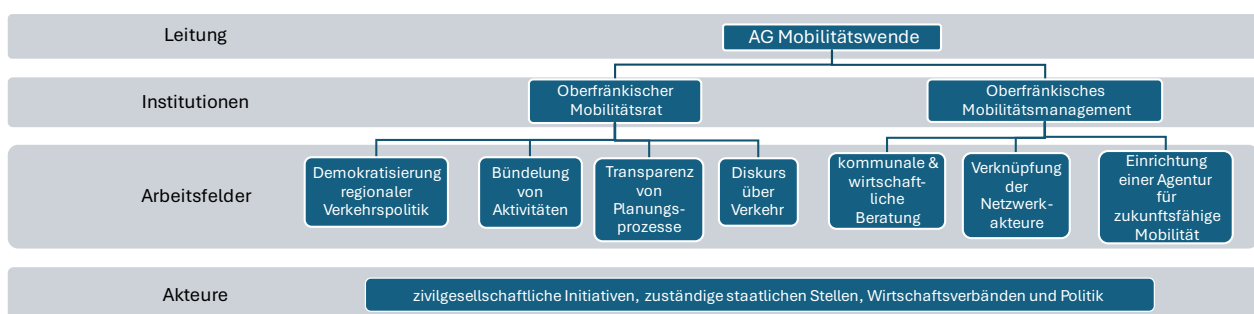 Leitung
AG Mobilitätswende
Institutionen
Oberfränkischer
Mobilitätsrat
Oberfränkisches
Mobilitätsmanagement
Arbeitsfelder
Demokratisierung
regionaler
Verkehrspolitik
Bündelung
von
Aktivitäten
Transparenz
von
Planungs-
prozesse
Diskurs
über
Verkehr
kommunale &
wirtschaft-
liche
Beratung
Verknüpfung
der
Netzwerk-
akteure
Einrichtung
einer Agentur
für
zukunftsfähige
Mobilität
Akteure
zivilgesellschaftliche Initiativen, zuständige staatlichen Stellen, Wirtschaftsverbänden und Politik